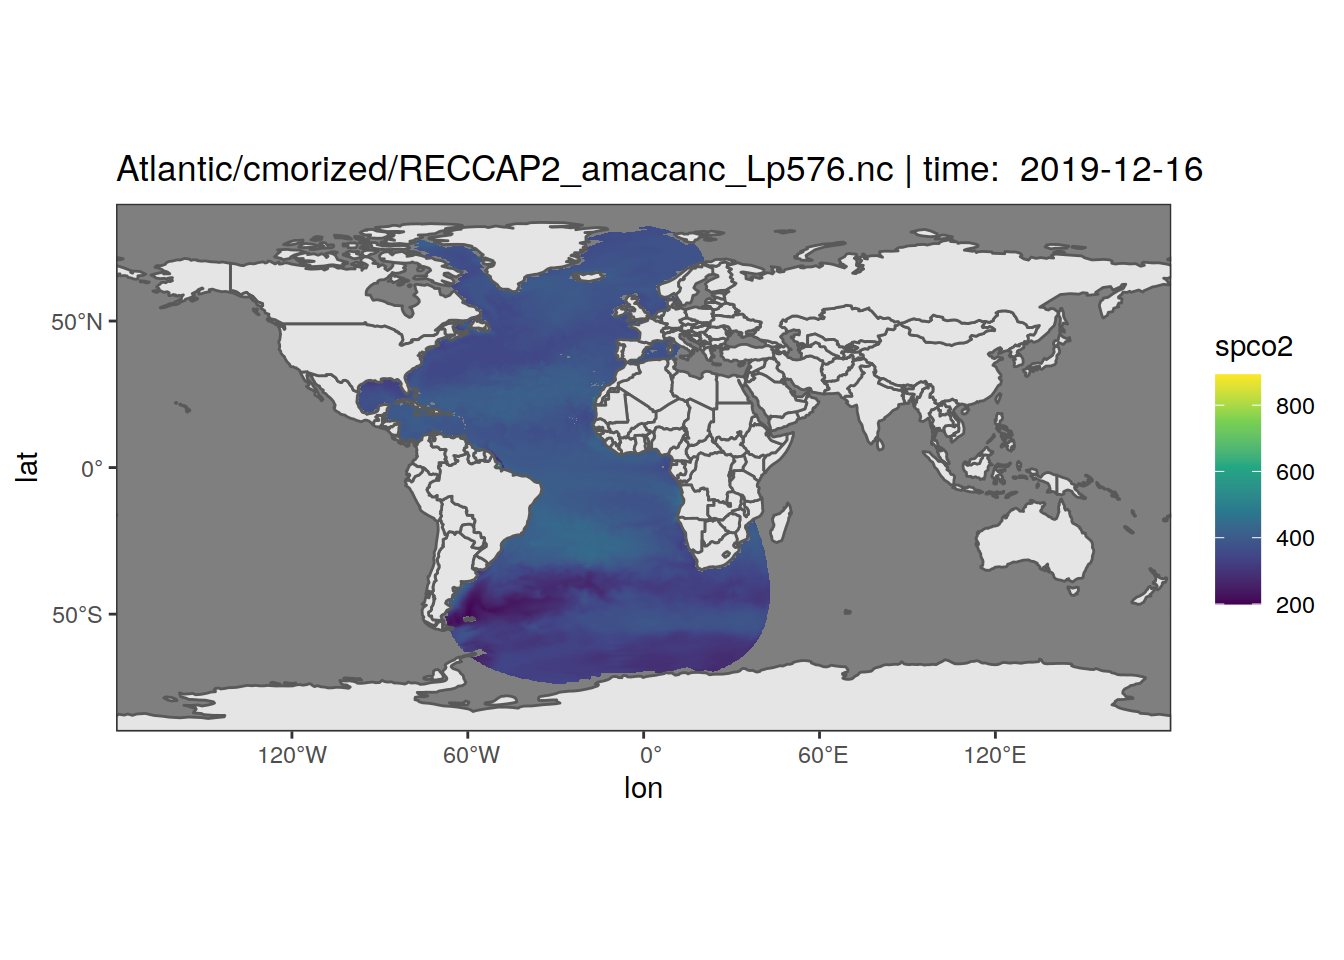 Atlantic/cmorized/RECCAP2_amacanc_Lp576.nc | time:  2019-12-16
lat
50°N
0°
50°S
120°W
60°W
0°
60°E
120°E
lon
spco2
800
600
400
200